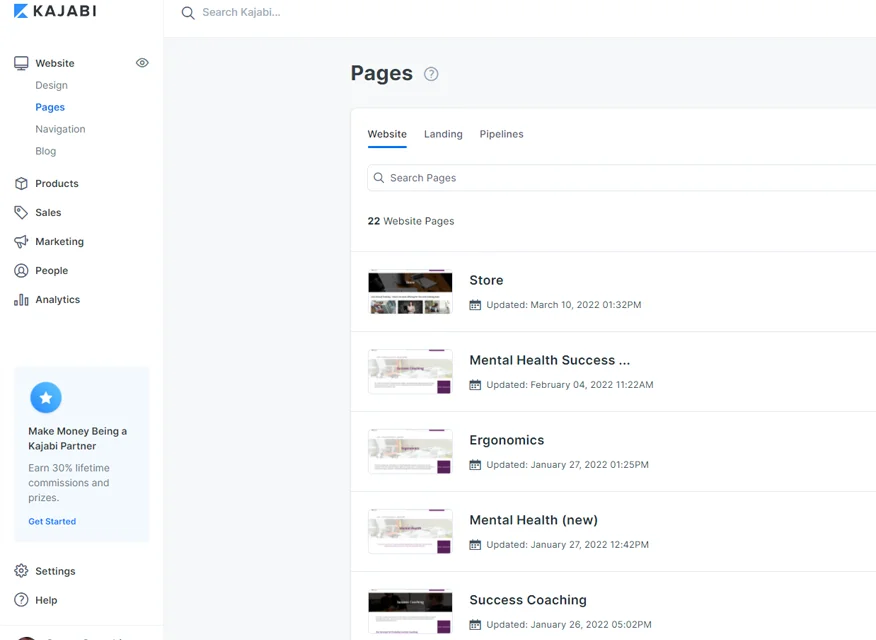 KAJABI
Search Kajabi...
Website
Design
Pages
Navigation
Blog
Products
Sales
Marketing
People
Analytics
Make Money Being a
Kajabi Partner
Earn 30% lifetime
commissions and
prizes.
Get Started
Settings
Help
Pages
Website Landing Pipelines
Search Pages
22 Website Pages
Store
Updated: March 10, 2022 01:32PM
Mental Health Success ...
Updated: February 04, 2022 11:22AM
Ergonomics
Updated: January 27, 2022 01:25PM
Mental Health (new)
Updated: January 27, 2022 12:42PM
Success Coaching
Updated: January 26, 2022 05:02PM